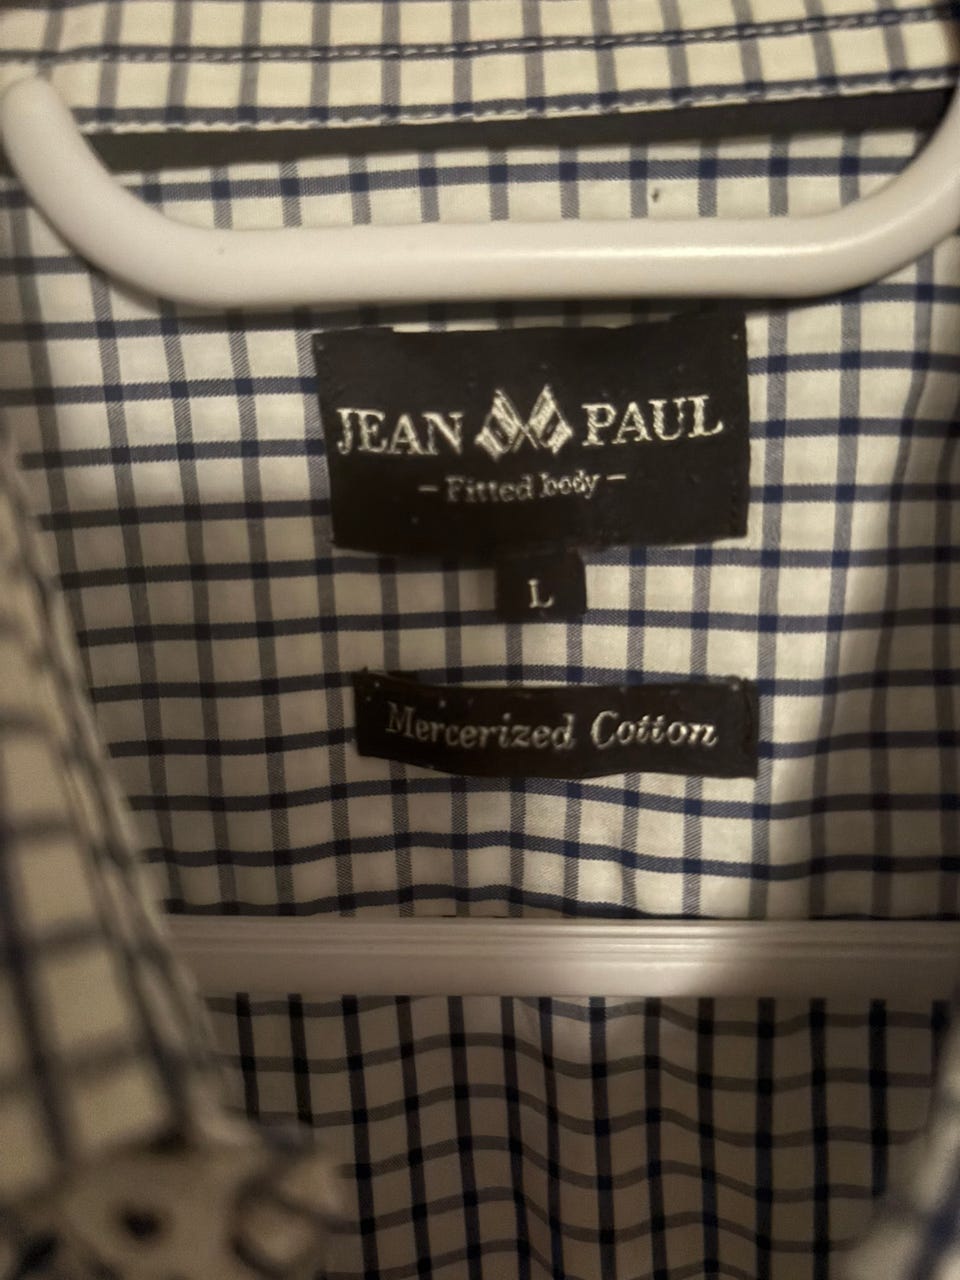 JEAN PAUL
- Fitted body -
L
Mercerized Cotton